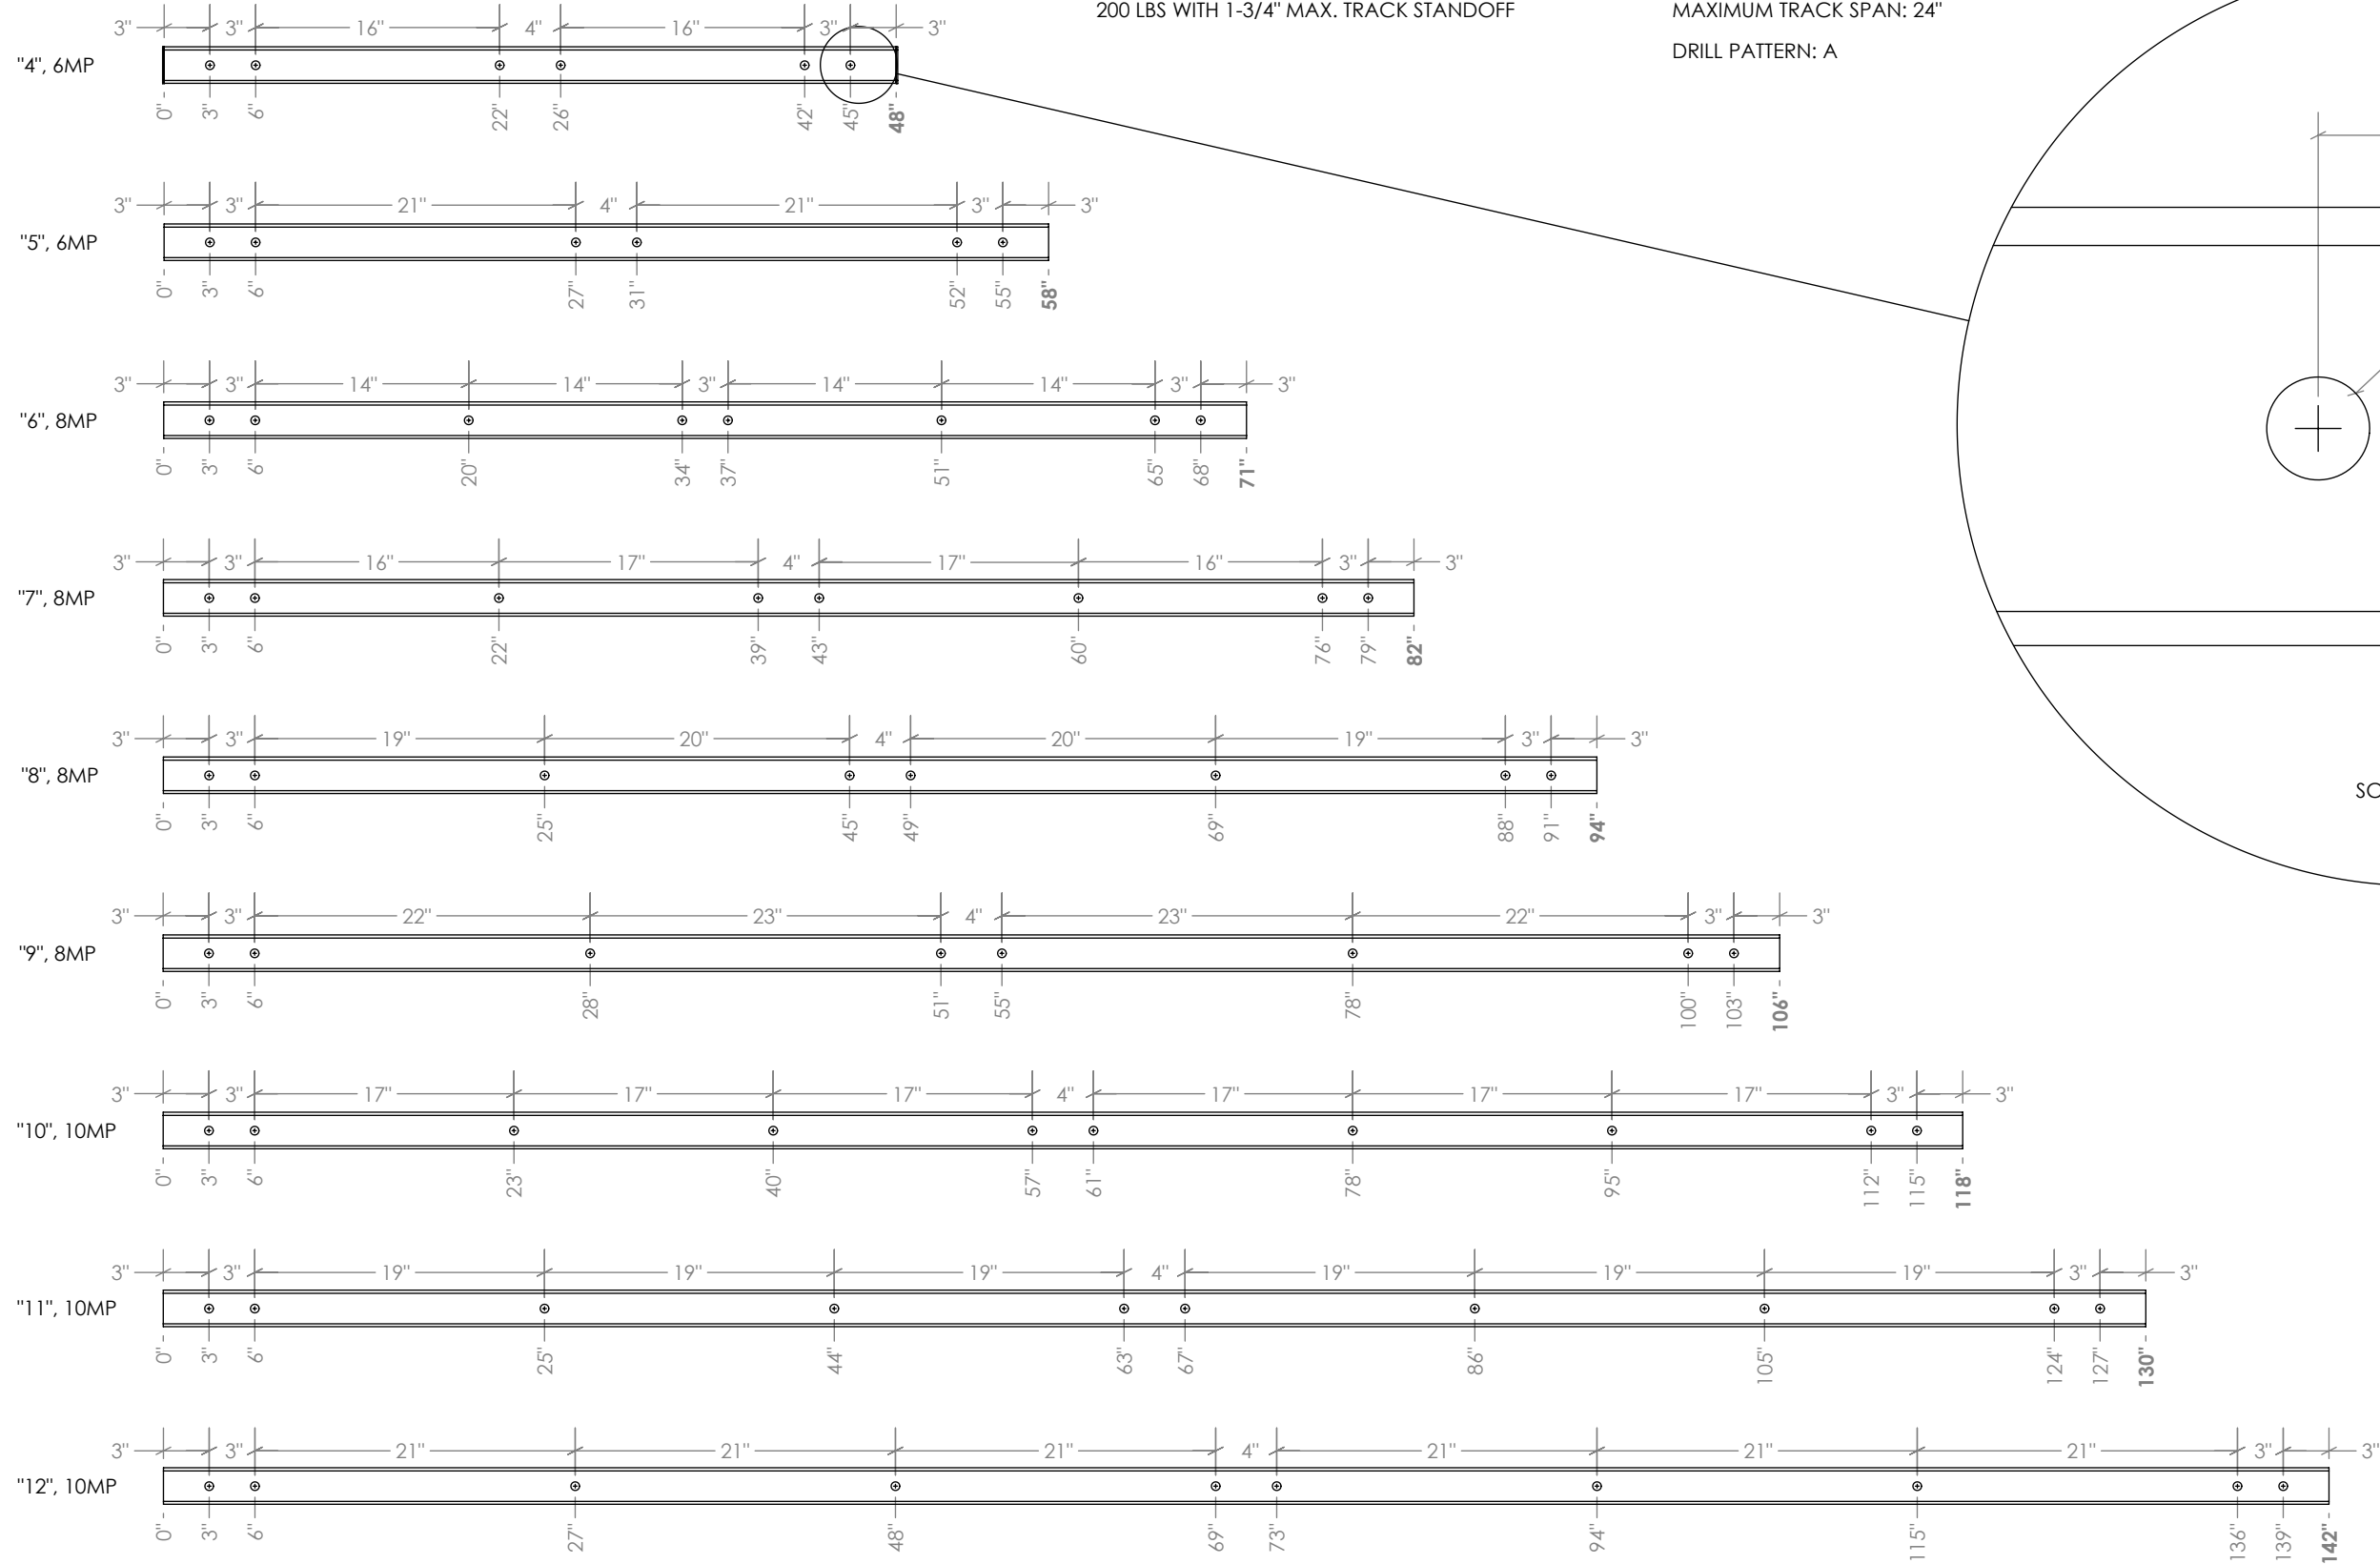 200 LBS WITH 1-3/4" MAX. TRACK STANDOFF
MAXIMUM TRACK SPAN: 24"
DRILL PATTERN: A
3" 3" 16" 4" 16" 3" 3"
"4", 6MP
0" 3" 6" 22" 26" 42" 45" 48"
3" 3" 21" 4" 21" 3" 3"
"5", 6MP
0" 3" 6" 27" 31" 52" 55" 58"
3" 3" 14" 14" 3" 14" 14" 3" 3"
"6", 8MP
0" 3" 6" 20" 34" 37" 51" 65" 68" 71"
3" 3" 16" 17" 4" 17" 16" 3" 3"
"7", 8MP
0" 3" 6" 22" 39" 43" 60" 76" 79" 82"
3" 3" 19" 20" 4" 20" 19" 3" 3"
"8", 8MP
SC
0" 3" 6" 25" 45" 49" 69" 88" 91" 94"
3" 3" 22" 23" 4" 23" 22" 3" 3"
"9", 8MP
0" 3" 6" 28" 51" 55" 78" 100" 103" 106"
3" 3" 17" 17" 17" 4" 17" 17" 17" 3" 3"
"10", 10MP
0" 3" 6" 23" 40" 57" 61" 78" 95" 112" 115" 118"
3" 3" 19" 19" 19" 4" 19" 19" 19" 3" 3"
"11", 10MP
0" 3" 6" 25" 44" 63" 67" 86" 105" 124" 127" 130"
3" 3" 21" 21" 21" 4" 21" 21" 21" 3" 3"
"12", 10MP
0" 3" 6" 27" 48" 69" 73" 94" 115" 136" 139" 142"